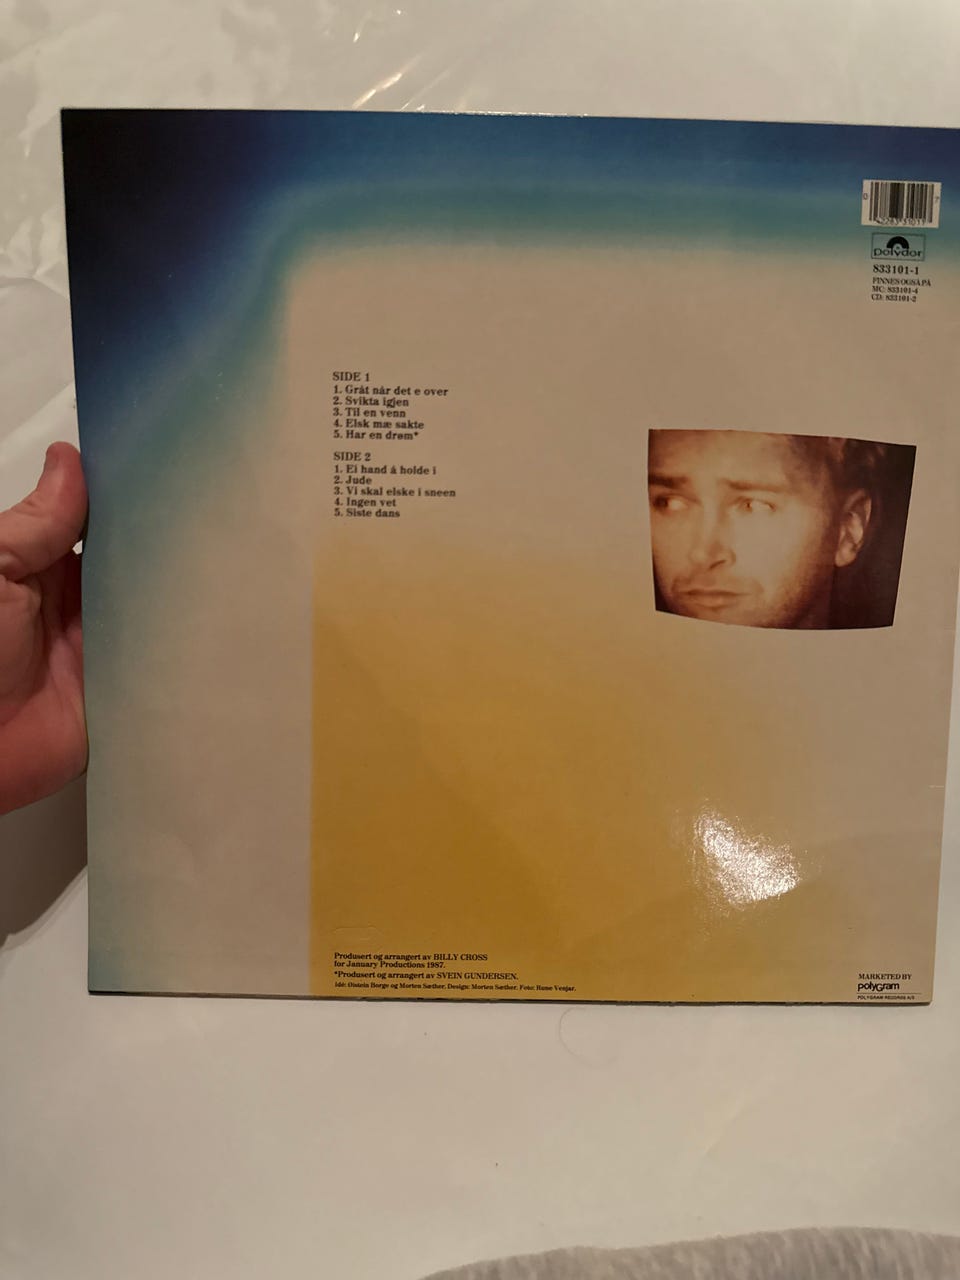 polydor
833101-1
FINNES OGSÅ PÅ
MC: 833101-4
CD: 833101-2
SIDE 1
1. Gråt når det e over
2. Svikta igjen
3. Til en venn
4. Elsk mæ sakte
5. Har en drøm*
SIDE 2
1. Ei hand å holde i
2. Jude
3. Vi skal elske i sneen
4. Ingen vet
5. Siste dans
Produsert og arrangert av BILLY CROSS
for January Productions 1987.
*Produsert og arrangert av SVEIN GUNDERSEN.
Idé: Øistein Borge og Morten Sæther. Design: Morten Sæther. Foto: Rune Venjar.
MARKETED BY
polyGram
POLYGRAM RECORDS A/S